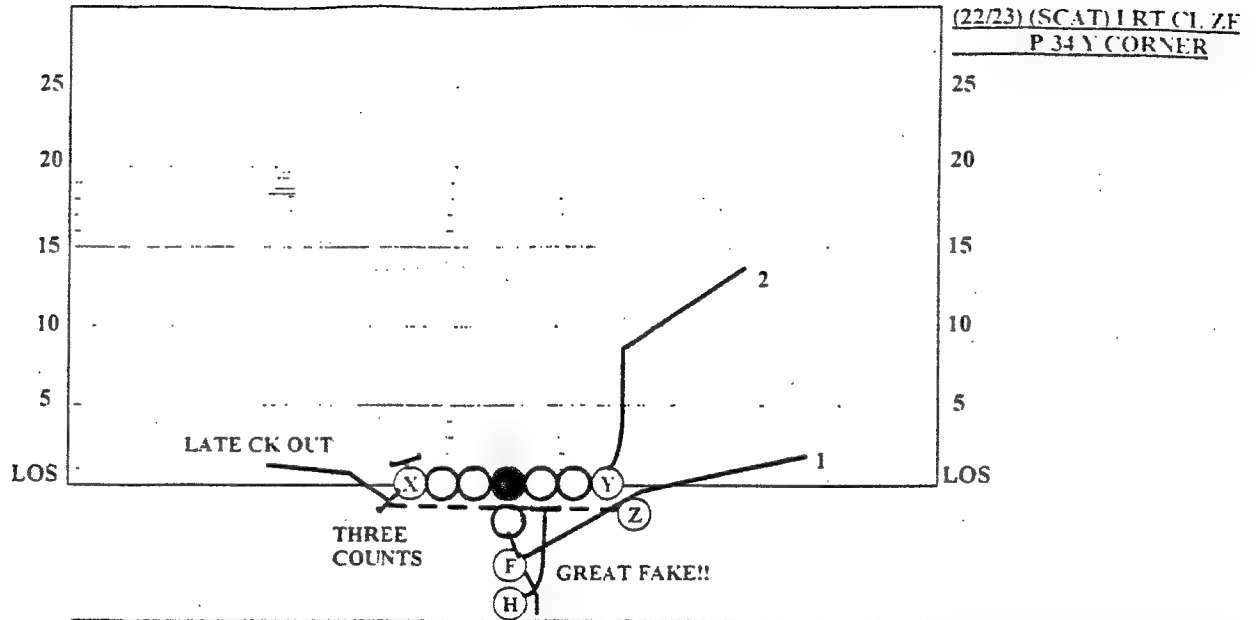 (22/23) (SCAT) I RT CL ZE
P 34 Y CORNER
25 25
20 20
15 15
2
10 10
5 5
LATE CK OUT
1
LOS X Y LOS
Z
THREE
COUNTS
F
GREAT FAKE!!
H